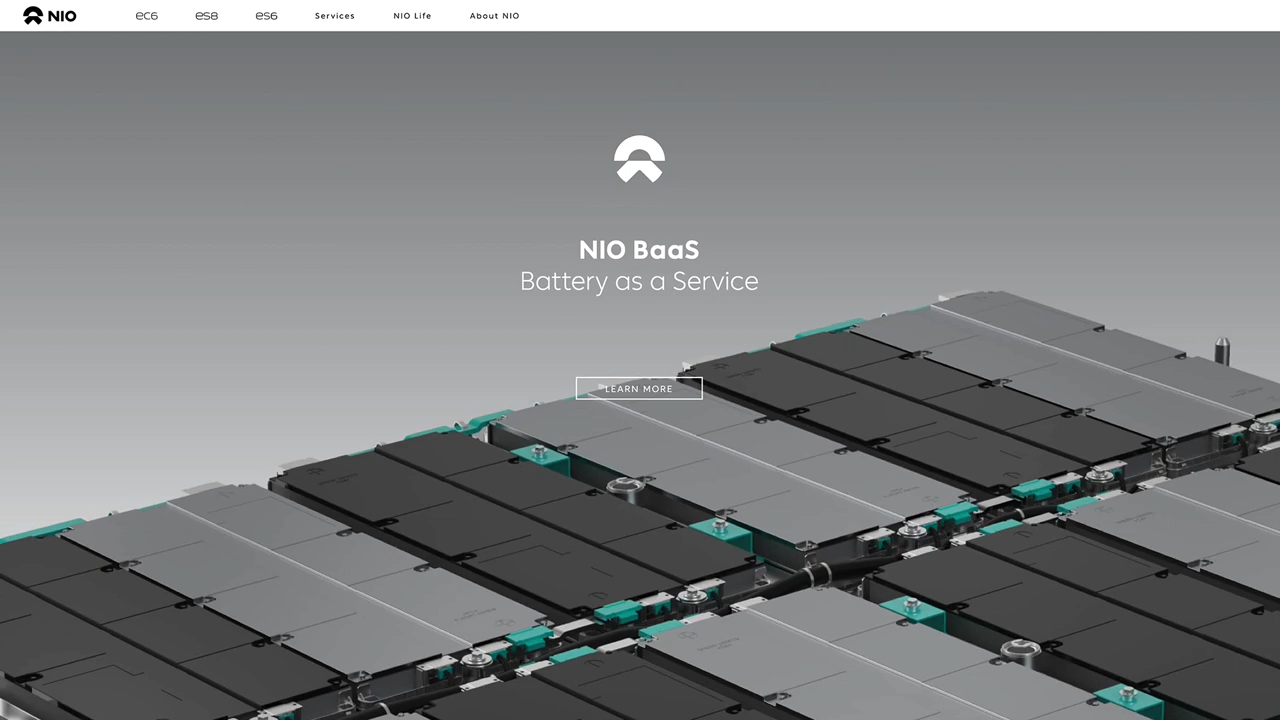 NIO
ec6
es8
es6
Services
NIO Life
About NIO
NIO BaaS
Battery as a Service
LEARN MORE